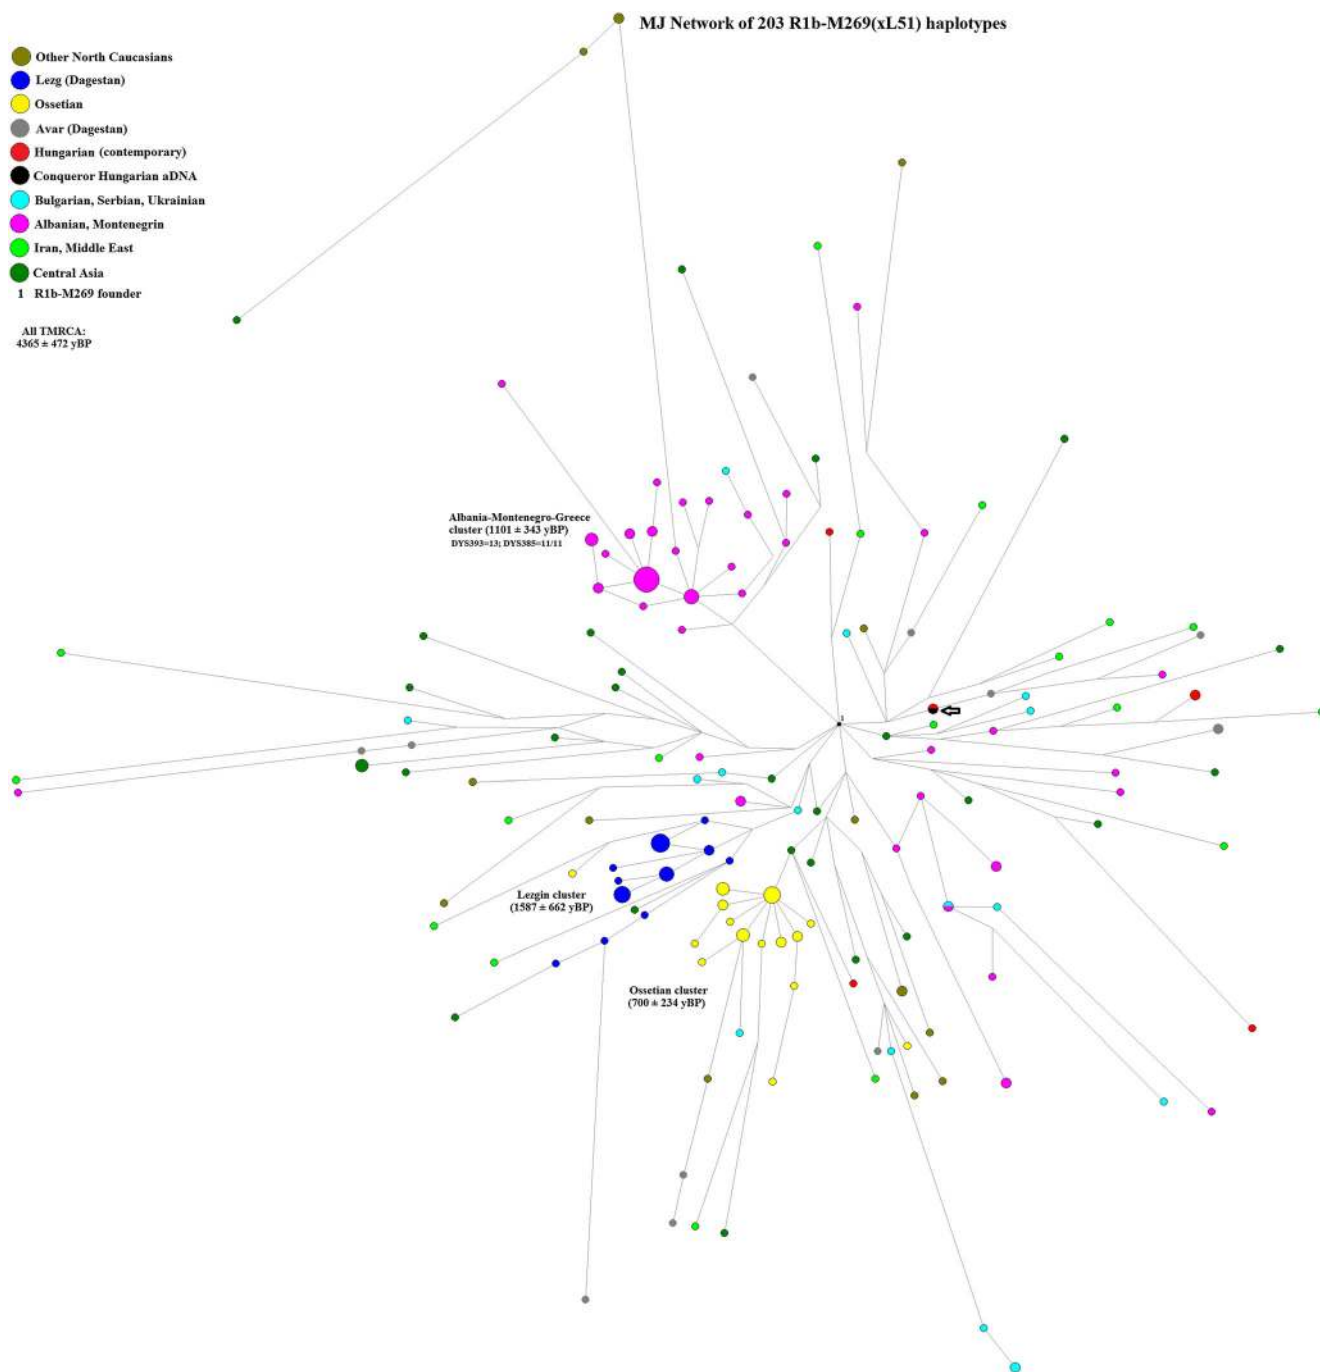 MJ Network of 203 R1b-M269(xL51) haplotypes
Other North Caucasians
Lezg (Dagestan)
Ossetian
Avar (Dagestan)
Hungarian (contemporary)
Conqueror Hungarian aDNA
Bulgarian, Serbian, Ukrainian
Albanian, Montenegrin
Iran, Middle East
Central Asia
1 R1b-M269 founder
All TMRCA:
4365 ± 472 yBP
Albania-Montenegro-Greece
cluster (1101 ± 343 yBP)
DYS393=13; DYS385=11/11
1
Lezgin cluster
(1587 ± 662 yBP)
Ossetian cluster
(700 ± 234 yBP)